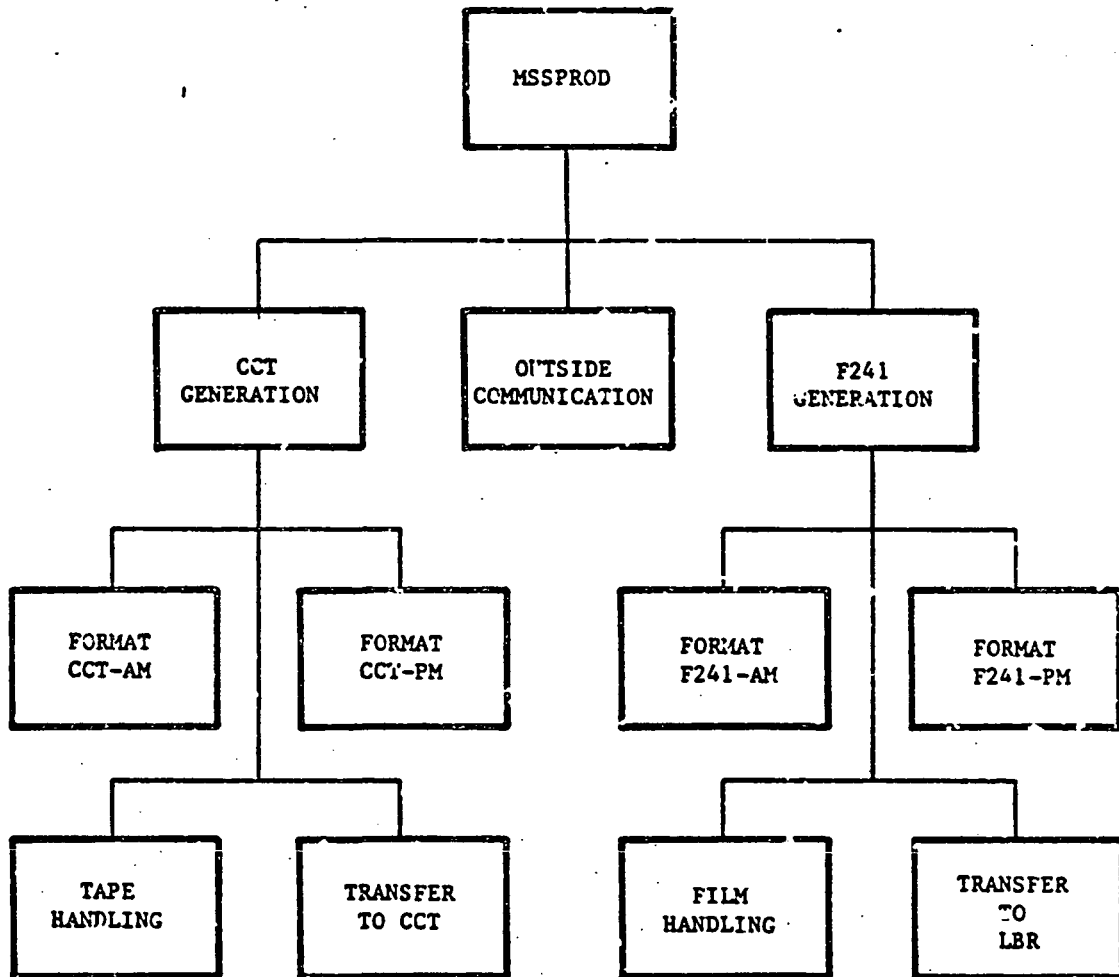 MSSPROD
CCT
GENERATION
OUTSIDE
COMMUNICATION
F241
GENERATION
FORMAT
CCT-AM
FORMAT
CCT-PM
FORMAT
F241-AM
FORMAT
F241-PM
TAPE
HANDLING
TRANSFER
TO CCT
FILM
HANDLING
TRANSFER
TO
LBR